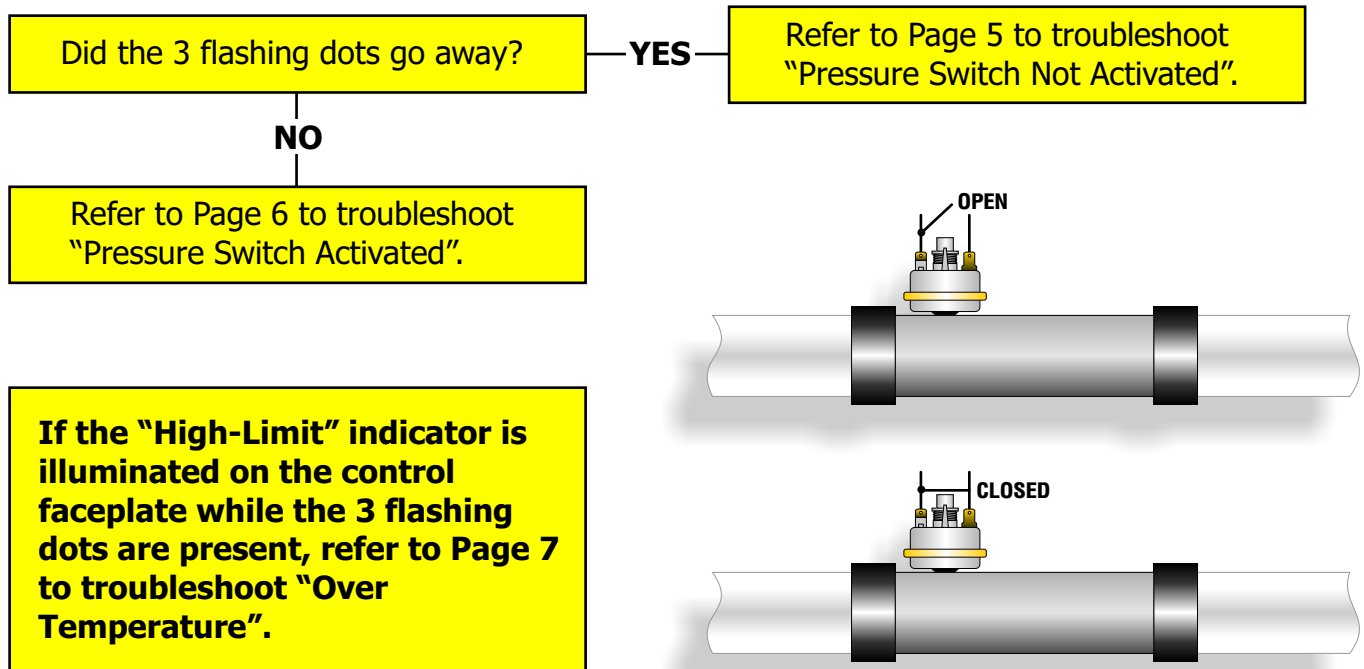 Did the 3 flashing dots go away?
YES
Refer to Page 5 to troubleshoot
“Pressure Switch Not Activated”.
NO
Refer to Page 6 to troubleshoot
“Pressure Switch Activated”.
OPEN
If the “High-Limit” indicator is
illuminated on the control
faceplate while the 3 flashing
dots are present, refer to Page 7
to troubleshoot “Over
Temperature”.
CLOSED